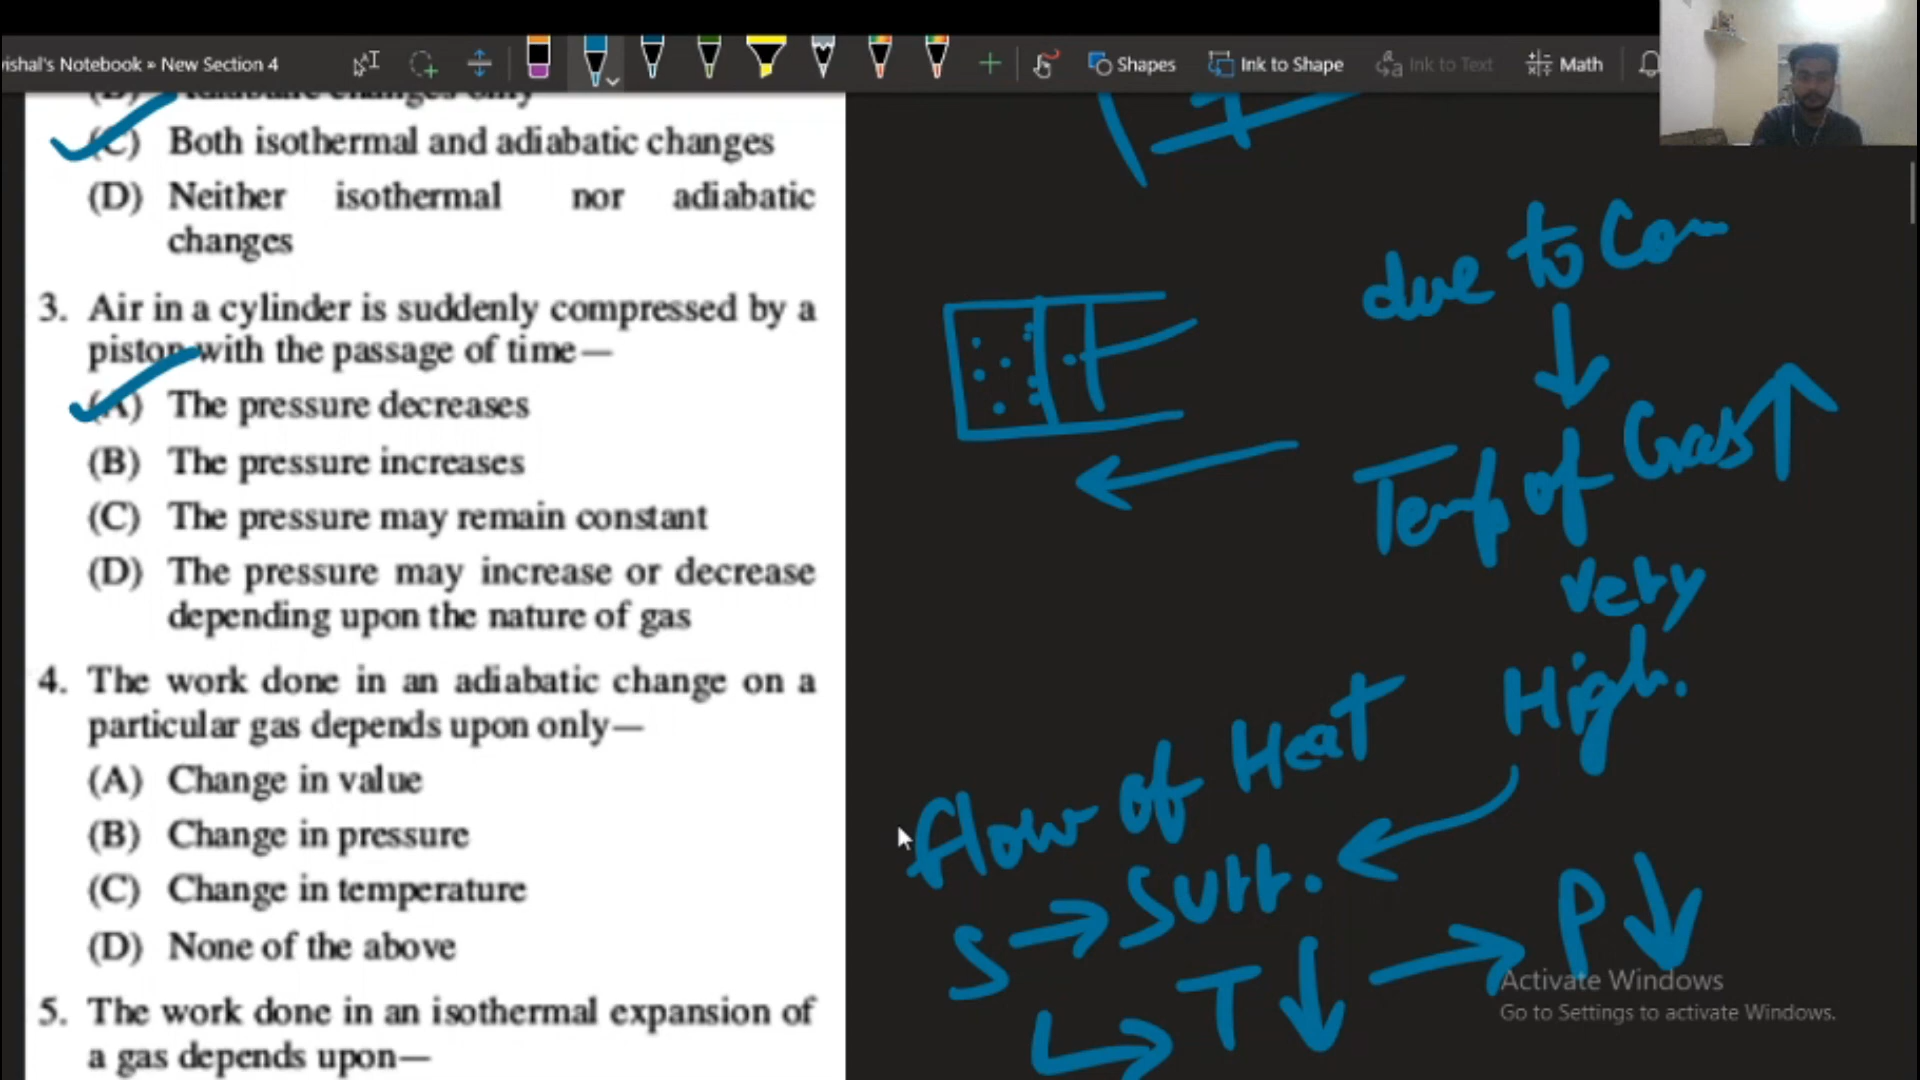 ishal's Notebook » New Section 4
Shapes
Ink to Shape
Ink to Text
Math
(C) Both isothermal and adiabatic changes
(D) Neither isothermal nor adiabatic
changes
3. Air in a cylinder is suddenly compressed by a
piston with the passage of time—
(A) The pressure decreases
(B) The pressure increases
(C) The pressure may remain constant
(D) The pressure may increase or decrease
depending upon the nature of gas
4. The work done in an adiabatic change on a
particular gas depends upon only—
(A) Change in value
(B) Change in pressure
(C) Change in temperature
(D) None of the above
5. The work done in an isothermal expansion of
a gas depends upon—
due to Com
Temp of Gas ↑
very
High.
flow of Heat
S → Surr.
T ↓ → P ↓
Activate Windows
Go to Settings to activate Windows.